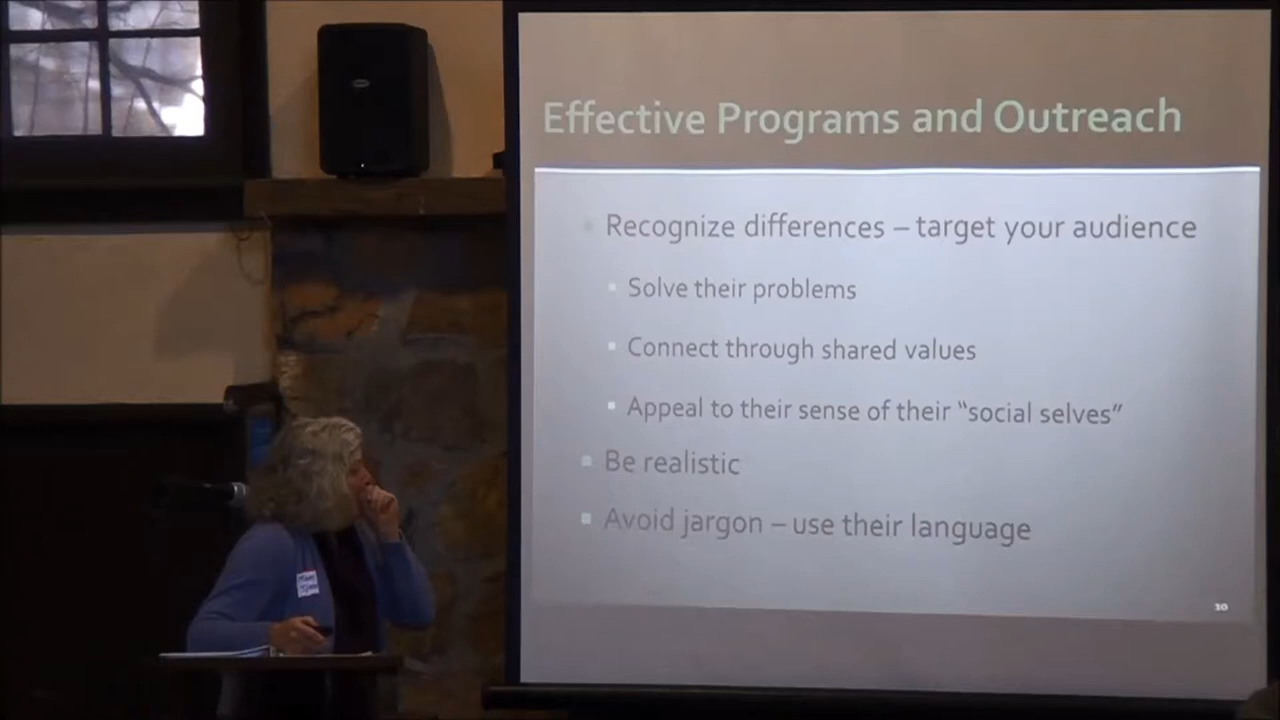 Effective Programs and Outreach
Recognize differences – target your audience
Solve their problems
Connect through shared values
Appeal to their sense of their “social selves”
Be realistic
Avoid jargon – use their language
30